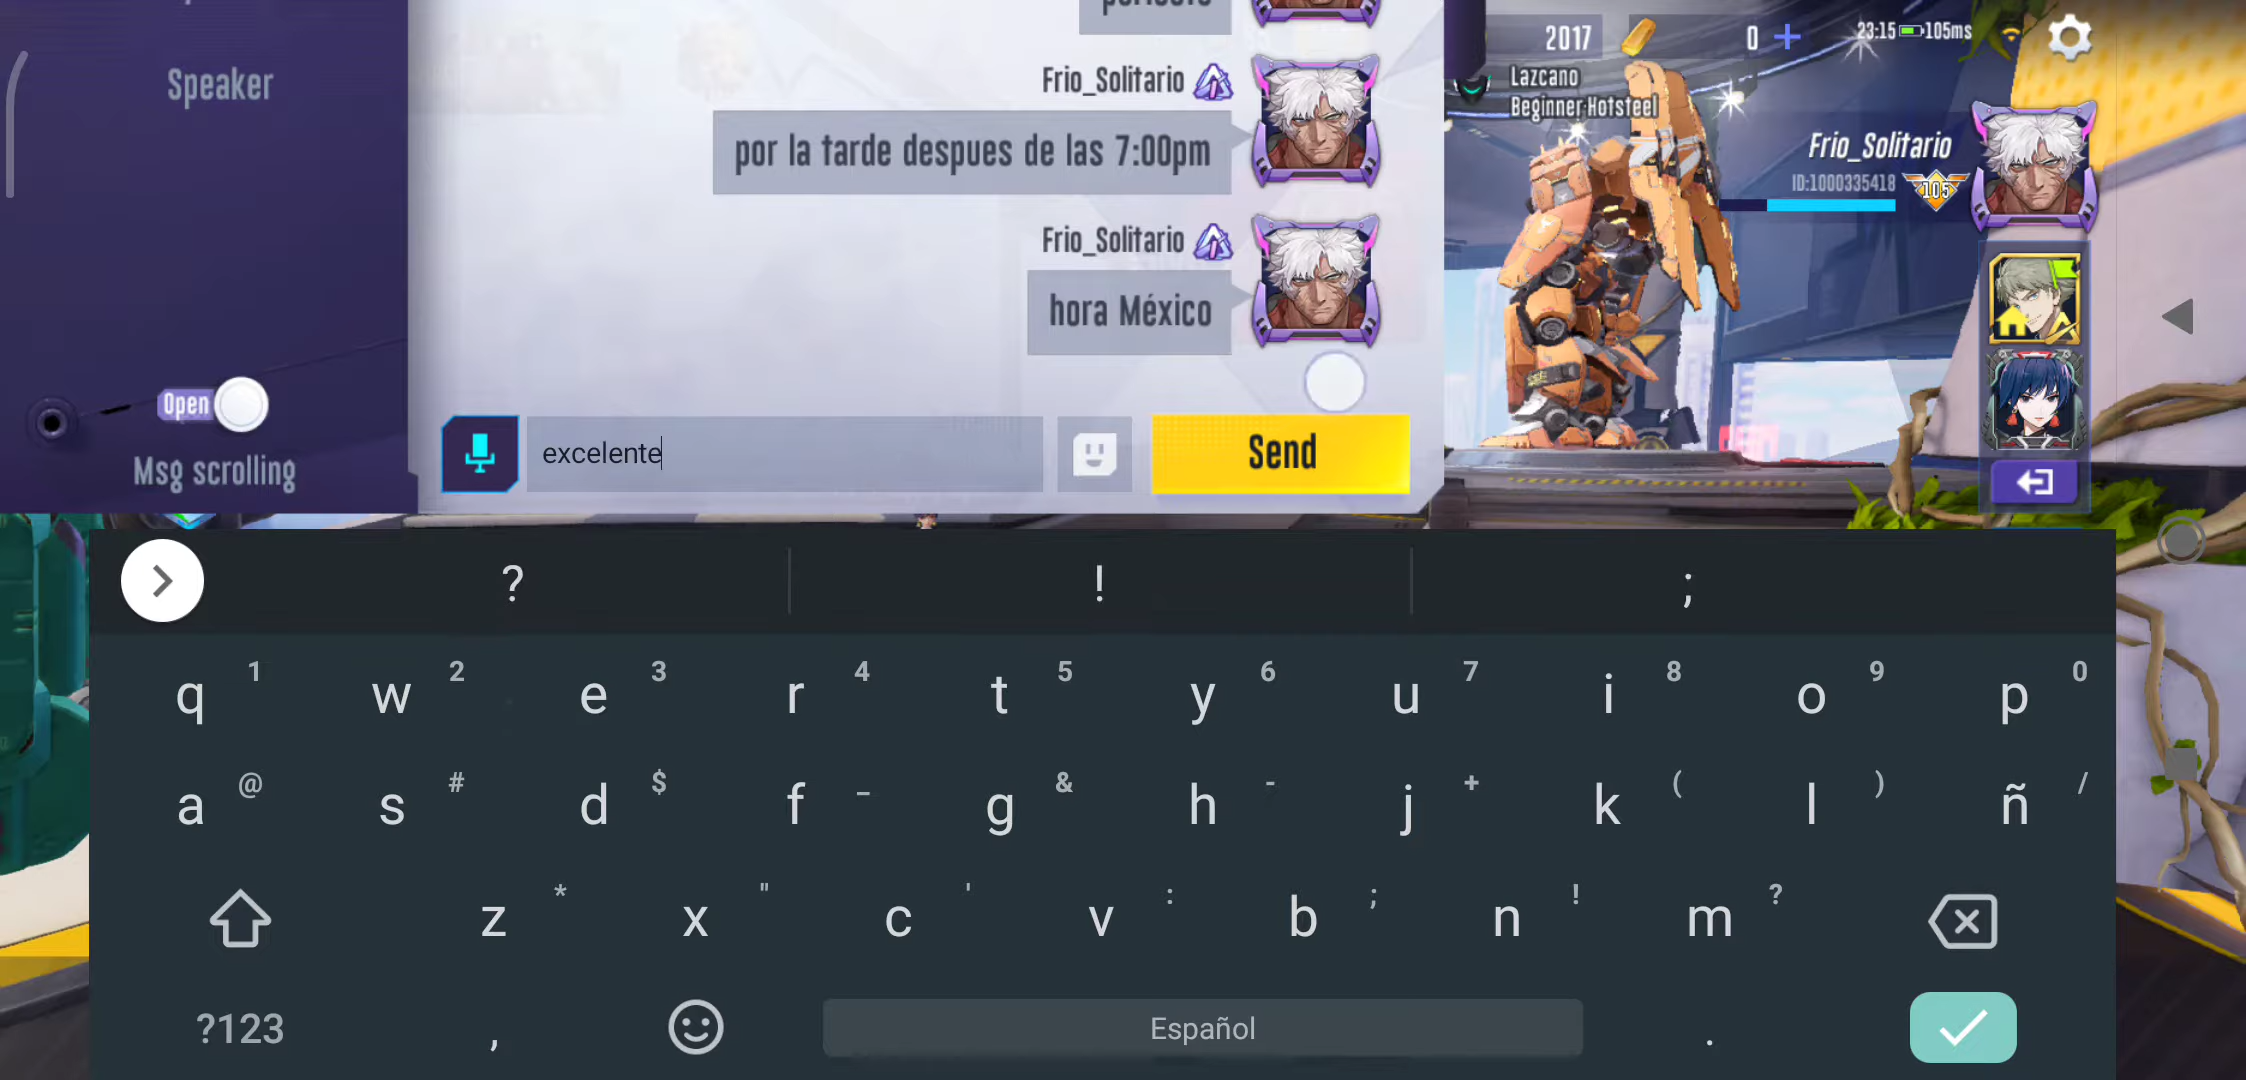 Speaker
Frio_Solitario
por la tarde despues de las 7:00pm
Frio_Solitario
hora México
Open
Msg scrolling
excelente
Send
2017
0
23:15
105ms
Lazcano
Beginner:Hotsteel
Frio_Solitario
ID:1000335418
105
? ! ;
q 1 w 2 e 3 r 4 t 5 y 6 u 7 i 8 o 9 p 0
a @ s # d $ f _ g & h - j + k ( l ) ñ /
z * x " c ' v : b ; n ! m ?
?123 , Español .